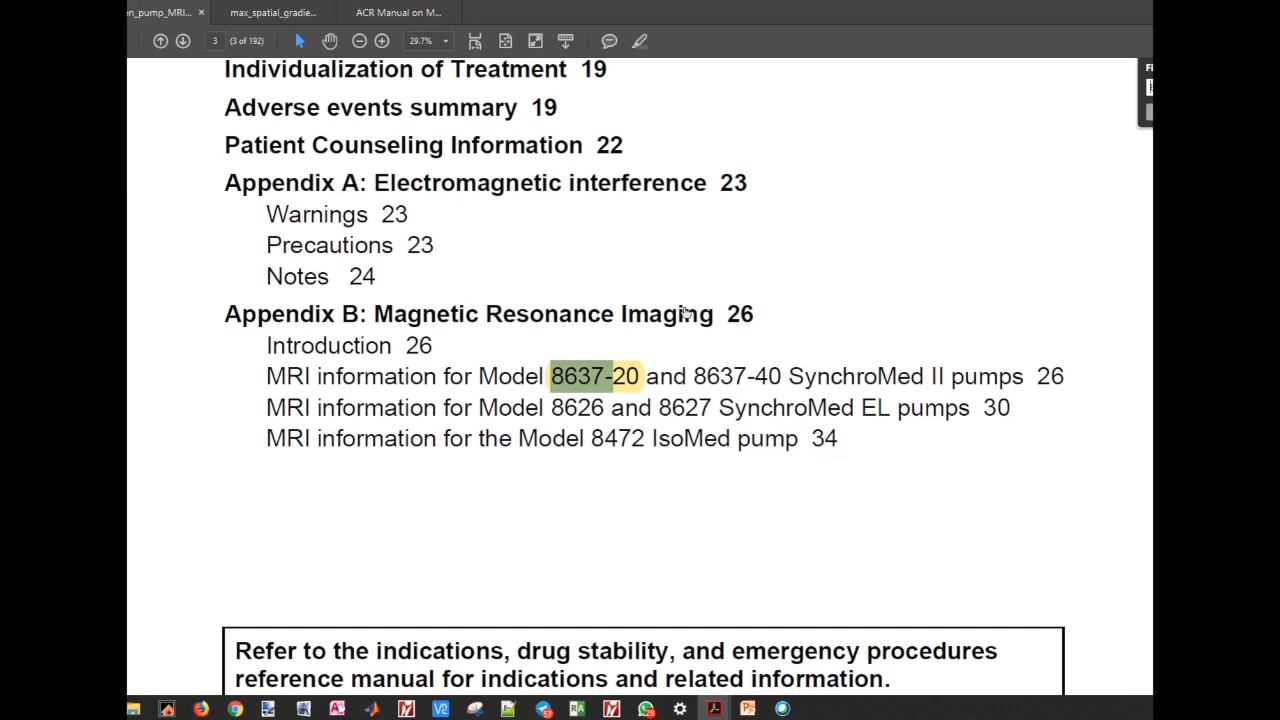 en_pump_MRI... × max_spatial_gradie... ACR Manual on M...
3 (3 of 192) 29.7%
Individualization of Treatment 19
Adverse events summary 19
Patient Counseling Information 22
Appendix A: Electromagnetic interference 23
Warnings 23
Precautions 23
Notes 24
Appendix B: Magnetic Resonance Imaging 26
Introduction 26
MRI information for Model 8637-20 and 8637-40 SynchroMed II pumps 26
MRI information for Model 8626 and 8627 SynchroMed EL pumps 30
MRI information for the Model 8472 IsoMed pump 34
Refer to the indications, drug stability, and emergency procedures
reference manual for indications and related information.